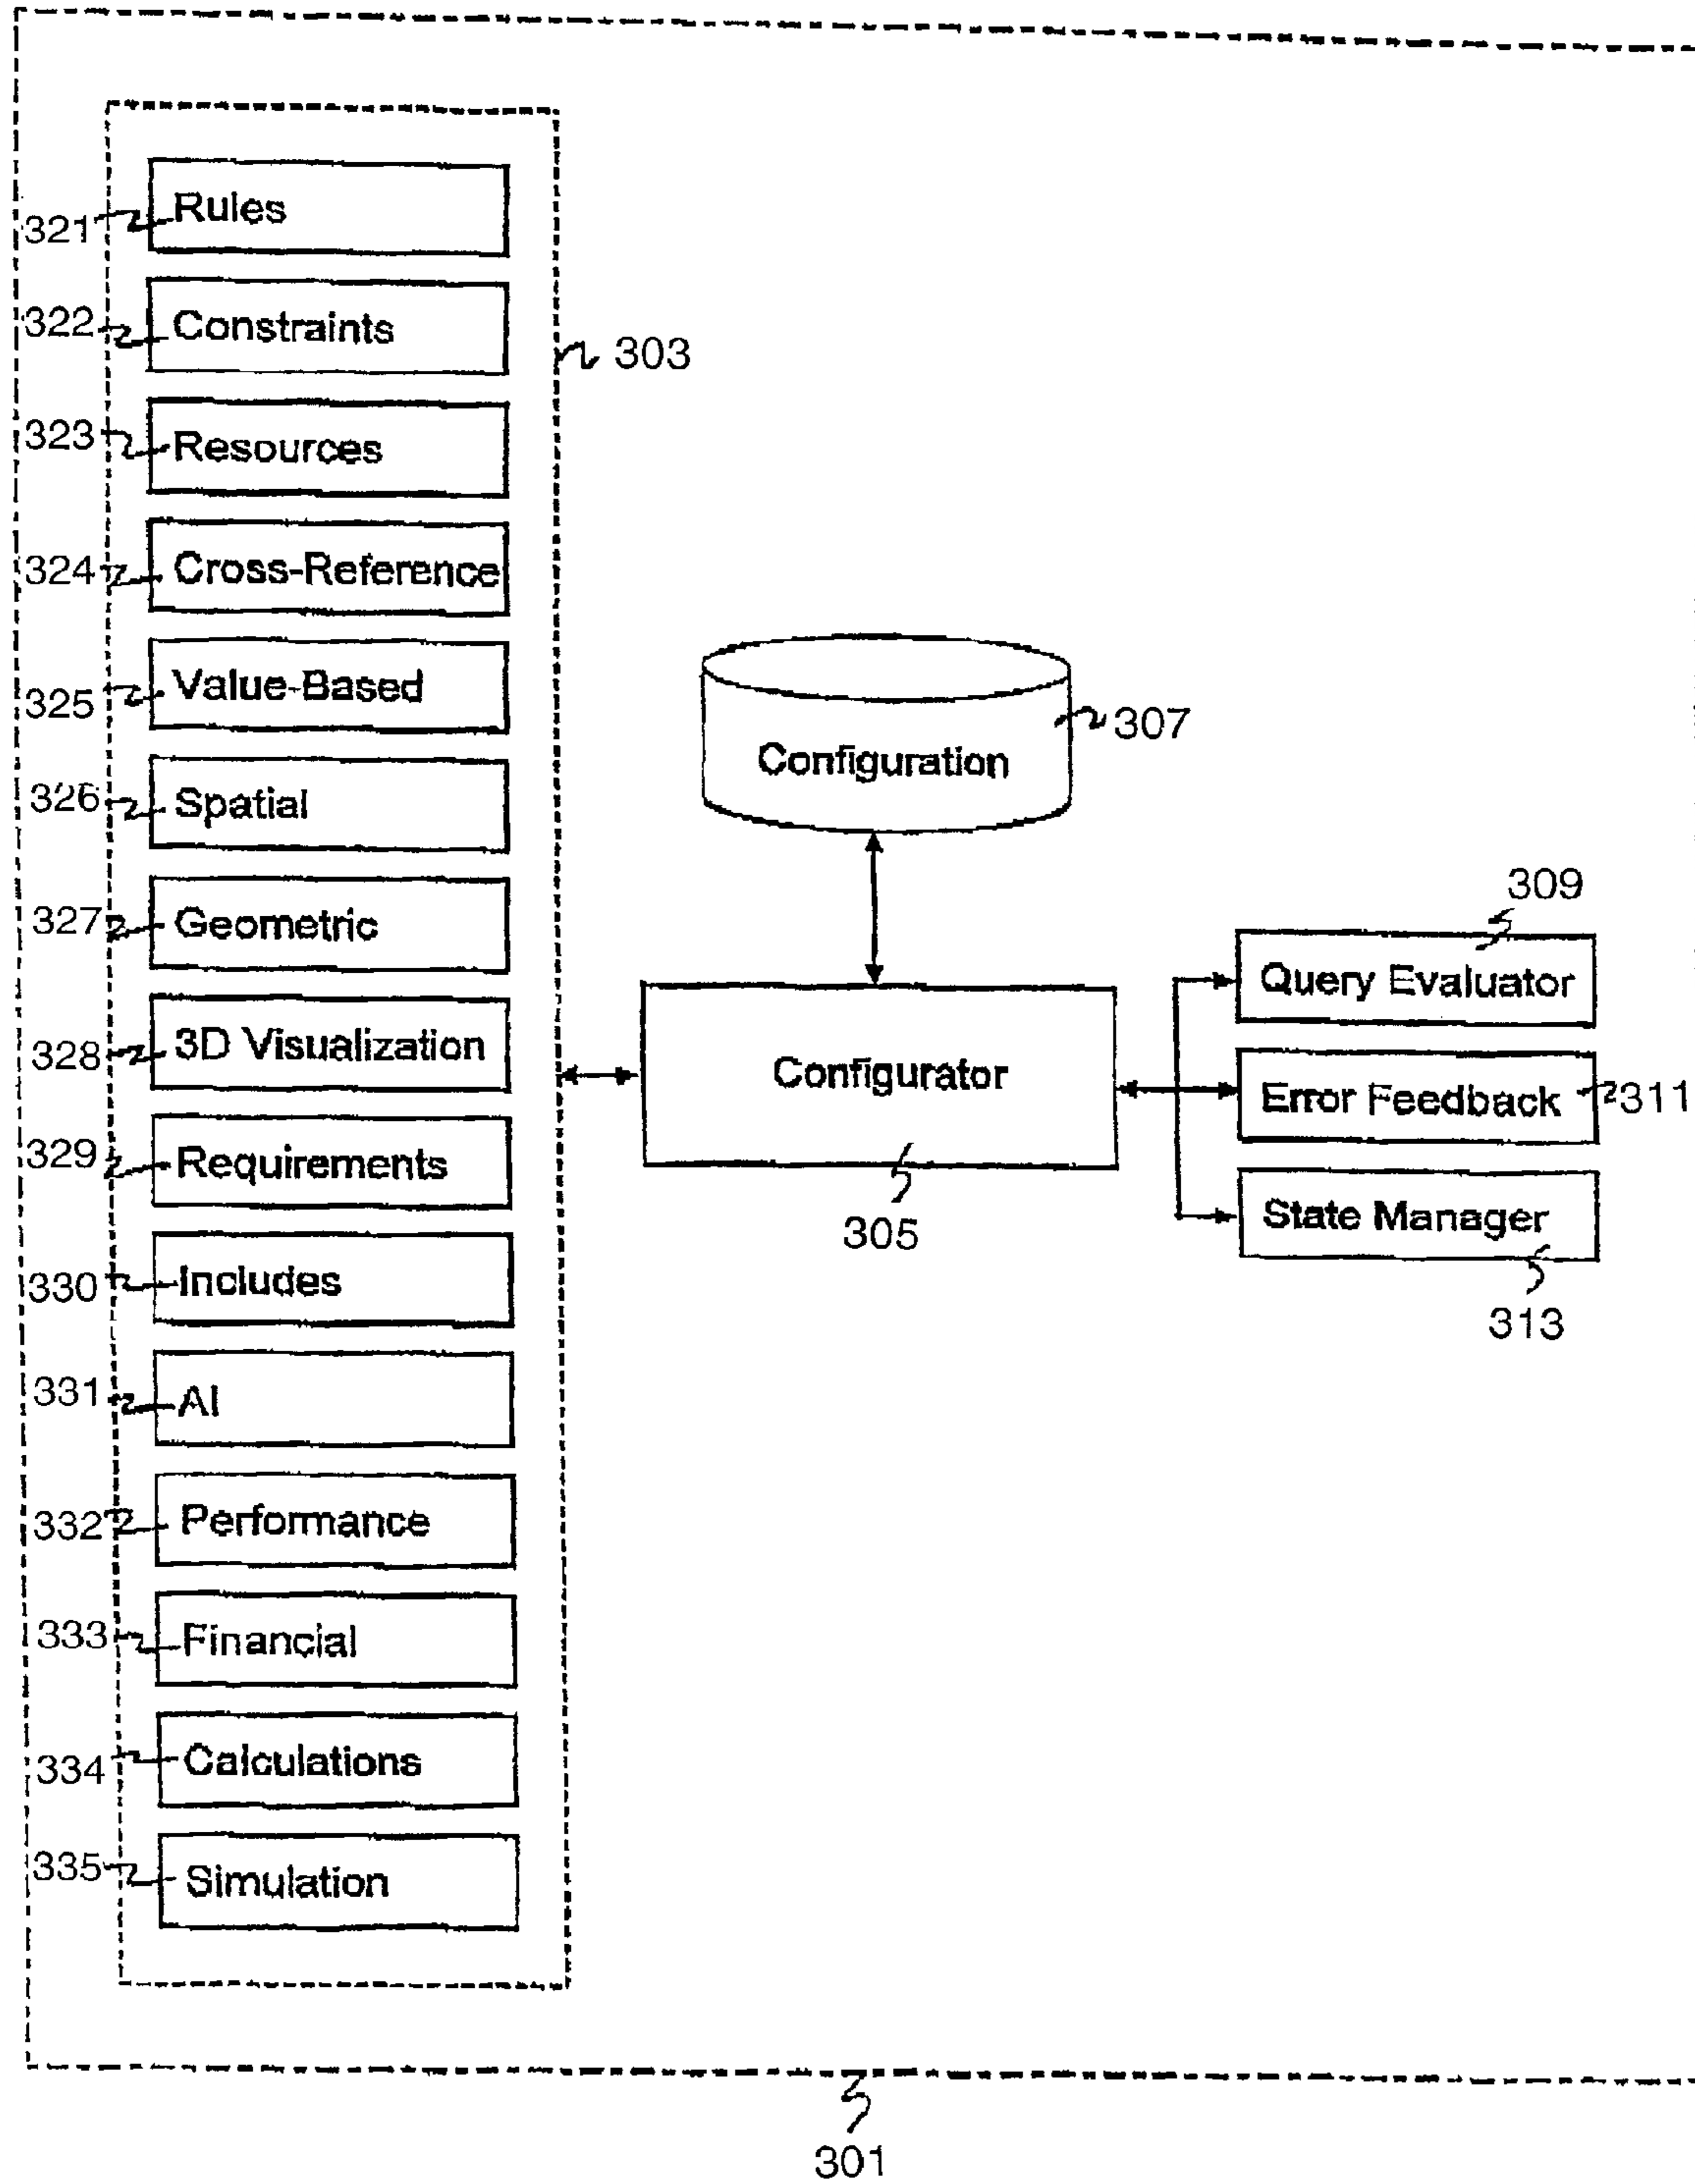 321 Rules
322 Constraints
303
323 Resources
324 Cross-Reference
325 Value-Based
326 Spatial
327 Geometric
328 3D Visualization
329 Requirements
330 Includes
331 AI
332 Performance
333 Financial
334 Calculations
335 Simulation
Configuration
307
Configurator
305
309
Query Evaluator
Error Feedback 311
State Manager
313
301